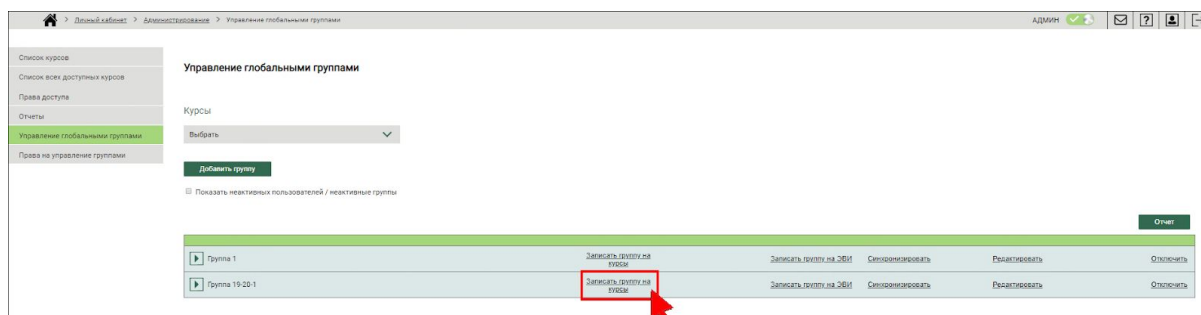 > Личный кабинет > Администрирование > Управление глобальными группами АДМИН
Список курсов
Список всех доступных курсов
Права доступа
Отчеты
Управление глобальными группами
Права на управление группами
Управление глобальными группами
Курсы
Выбрать
Добавить группу
Показать неактивных пользователей / неактивные группы
Отчет
Группа 1 Записать группу на Записать группу на ЭВИ Синхронизировать Редактировать Отключить
курсы
Группа 19-20-1 Записать группу на Записать группу на ЭВИ Синхронизировать Редактировать Отключить
курсы